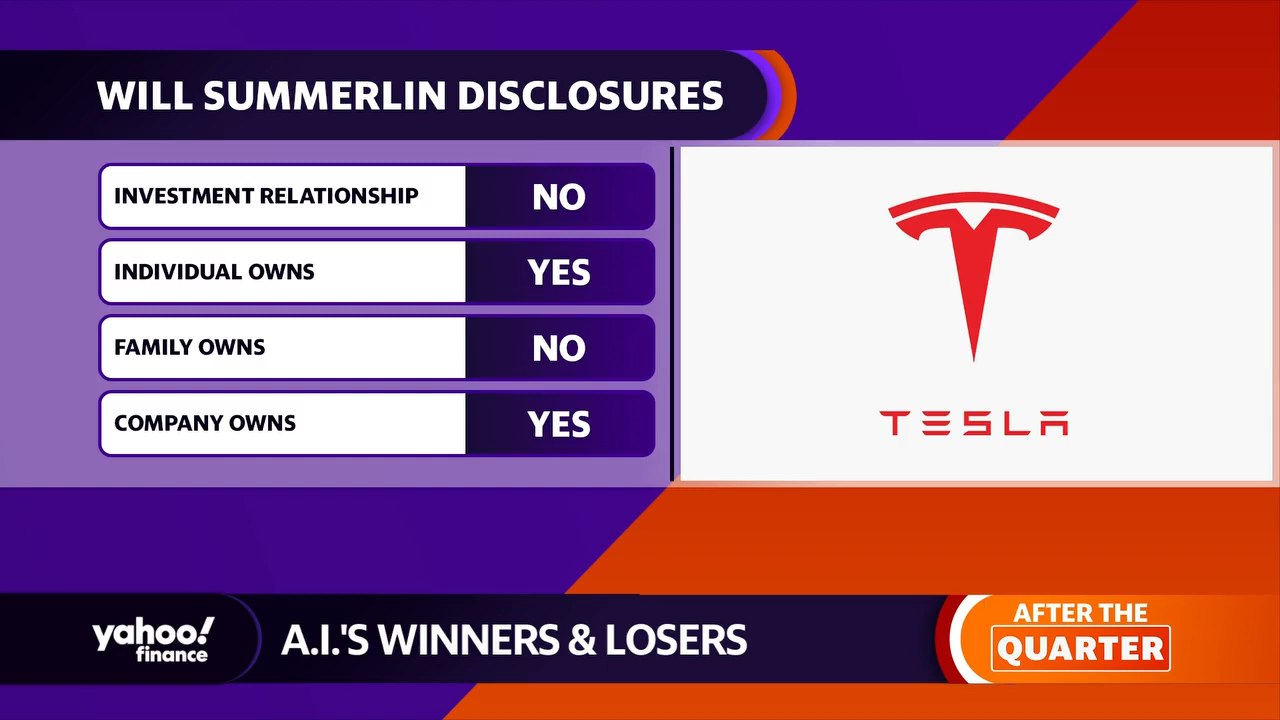 WILL SUMMERLIN DISCLOSURES
INVESTMENT RELATIONSHIP NO
INDIVIDUAL OWNS YES
FAMILY OWNS NO
COMPANY OWNS YES
TESLA
yahoo!
finance
A.I.'S WINNERS & LOSERS
AFTER THE
QUARTER